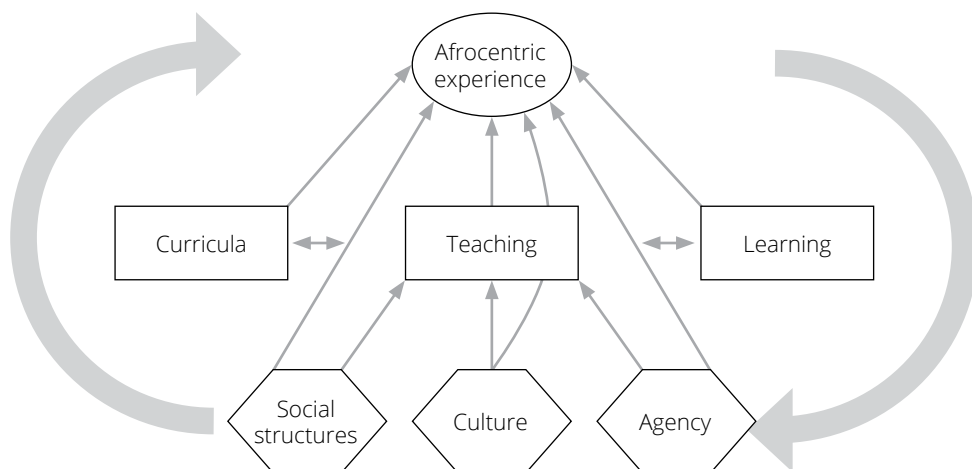 Afrocentric
experience
Curricula
Teaching
Learning
Social
structures
Culture
Agency